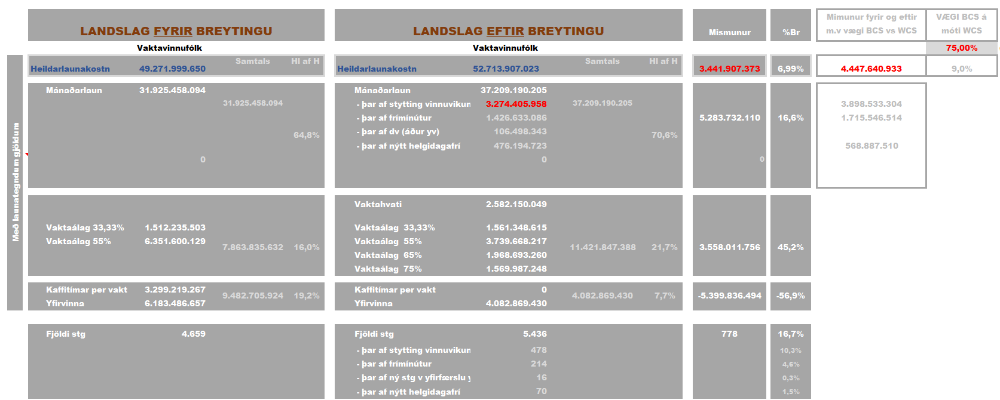 LANDSLAG FYRIR BREYTINGU LANDSLAG EFTIR BREYTINGU Mismunur %Br Mimunur fyrir og eftir m.v vægi BCS vs WCS VÆGI BCS á móti WCS
Vaktavinnufólk Vaktavinnufólk 75,00%
Samtals Hl af H Samtals Hl af H
Heildarlaunakostn 49.271.999.650 Heildarlaunakostn 52.713.907.023 3.441.907.373 6,99% 4.447.640.933 9,0%
Með launategndum gjöldum
Mánaðarlaun 31.925.458.094 Mánaðarlaun 37.209.190.205
31.925.458.094 - þar af stytting vinnuvikun 3.274.405.958 37.209.190.205 3.898.533.304
- þar af frímínútur 1.426.633.086 5.283.732.110 16,6% 1.715.546.514
64,8% - þar af dv (áður yv) 106.498.343 70,6%
- þar af nýtt helgidagafrí 476.194.723 568.887.510
0 0 0
Vaktahvati 2.582.150.049
Vaktaálag 33,33% 1.512.235.503 Vaktaálag 33,33% 1.561.348.615
Vaktaálag 55% 6.351.600.129 Vaktaálag 55% 3.739.668.217
7.863.835.632 16,0% 11.421.847.388 21,7% 3.558.011.756 45,2%
Vaktaálag 65% 1.968.693.260
Vaktaálag 75% 1.569.987.248
Kaffitímar per vakt 3.299.219.267 Kaffitímar per vakt 0
9.482.705.924 19,2% 4.082.869.430 7,7% -5.399.836.494 -56,9%
Yfirvinna 6.183.486.657 Yfirvinna 4.082.869.430
Fjöldi stg 4.659 Fjöldi stg 5.436 778 16,7%
- þar af stytting vinnuvikun 478 10,3%
- þar af frímínútur 214 4,6%
- þar af ný stg v yfirfærslu y 16 0,3%
- þar af nýtt helgidagafrí 70 1,5%